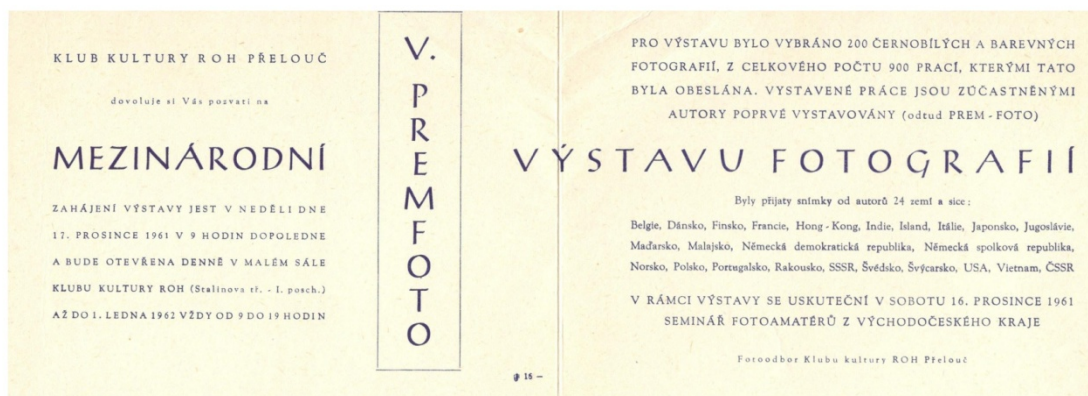 KLUB KULTURY ROH PŘELOUČ
dovoluje si Vás pozvati na
MEZINÁRODNÍ
ZAHÁJENÍ VÝSTAVY JEST V NEDĚLI DNE
17. PROSINCE 1961 V 9 HODIN DOPOLEDNE
A BUDE OTEVŘENA DENNĚ V MALÉM SÁLE
KLUBU KULTURY ROH (Stalinova tř. - I. posch.)
AŽ DO 1. LEDNA 1962 VŽDY OD 9 DO 19 HODIN
V. PREMFOTO
PRO VÝSTAVU BYLO VYBRÁNO 200 ČERNOBÍLÝCH A BAREVNÝCH
FOTOGRAFIÍ, Z CELKOVÉHO POČTU 900 PRACÍ, KTERÝMI TATO
BYLA OBESLÁNA. VYSTAVENÉ PRÁCE JSOU ZÚČASTNĚNÝMI
AUTORY POPRVÉ VYSTAVOVÁNY (odtud PREM - FOTO)
VÝSTAVU FOTOGRAFIÍ
Byly přijaty snímky od autorů 24 zemí a sice:
Belgie, Dánsko, Finsko, Francie, Hong - Kong, Indie, Island, Itálie, Japonsko, Jugoslávie,
Maďarsko, Malajsko, Německá demokratická republika, Německá spolková republika,
Norsko, Polsko, Portugalsko, Rakousko, SSSR, Švédsko, Švýcarsko, USA, Vietnam, ČSSR
V RÁMCI VÝSTAVY SE USKUTEČNÍ V SOBOTU 16. PROSINCE 1961
SEMINÁŘ FOTOAMATÉRŮ Z VÝCHODOČESKÉHO KRAJE
Fotoodbor Klubu kultury ROH Přelouč
16 –